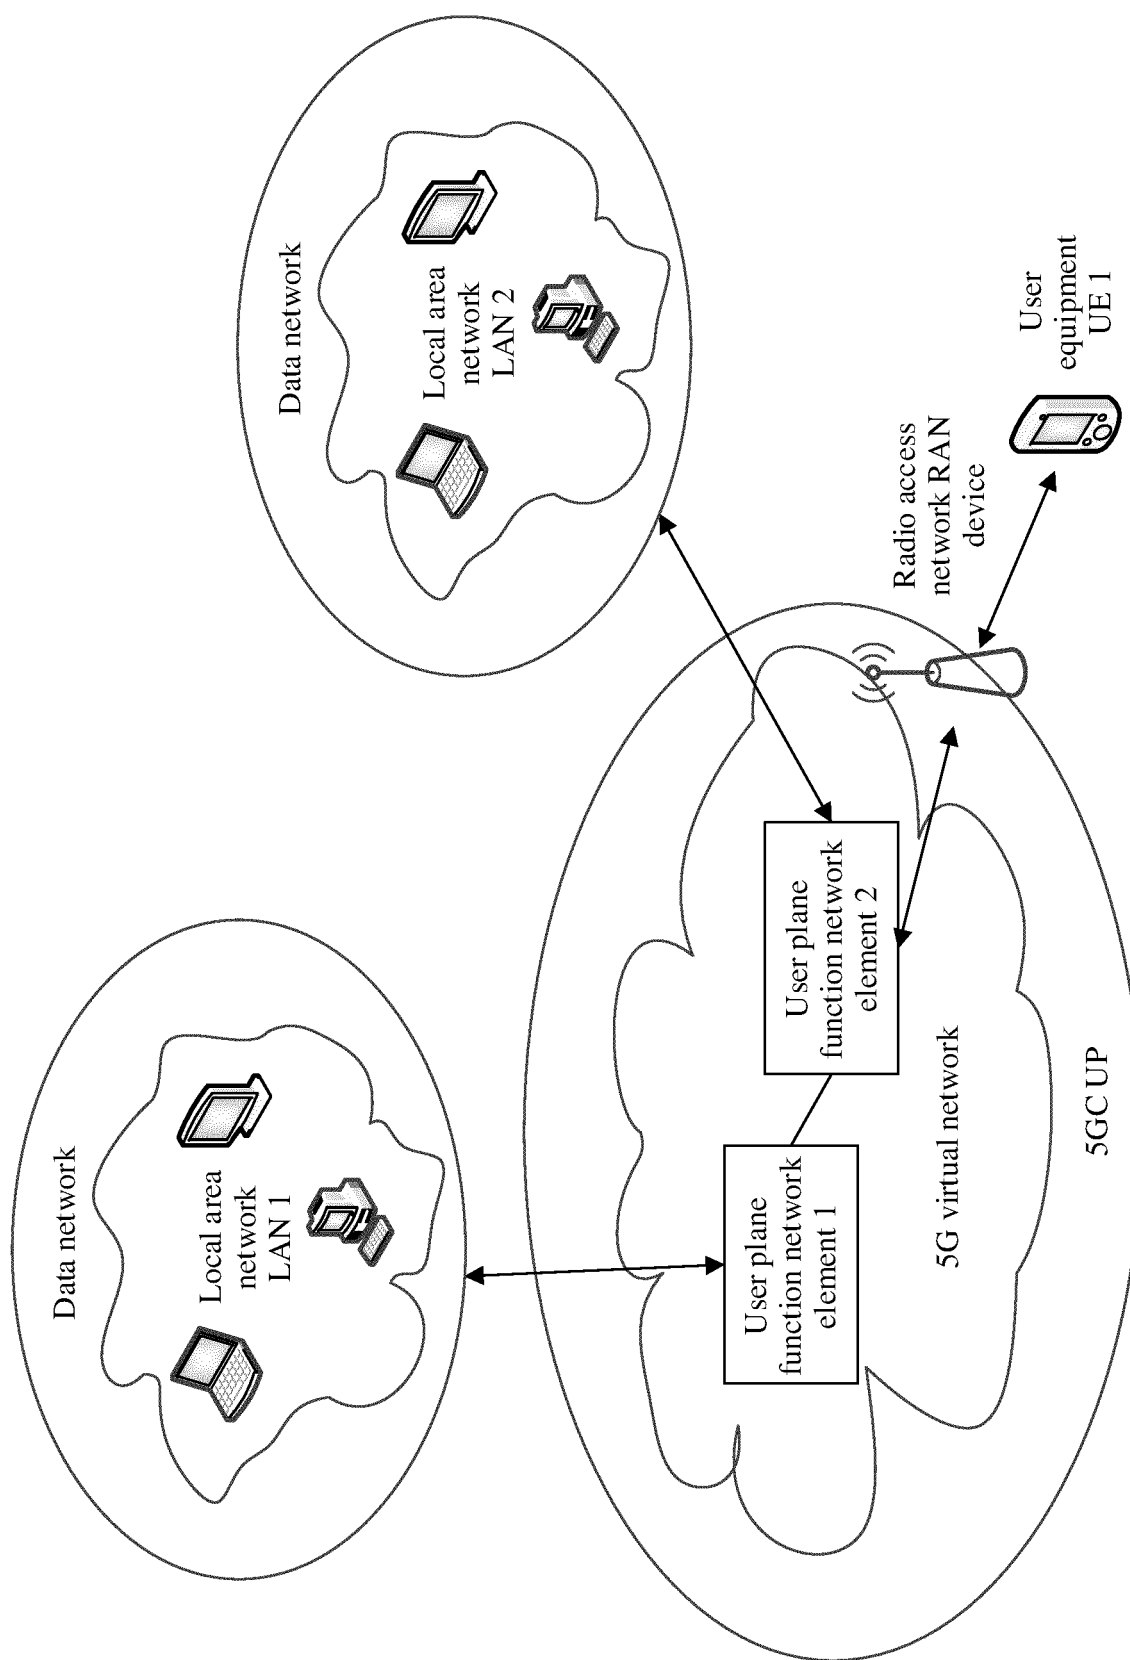 Data network
Local area
network
LAN 1
Data network
Local area
network
LAN 2
User plane
function network
element 1
User plane
function network
element 2
5G virtual network
5GC UP
Radio access
network RAN
device
User
equipment
UE 1